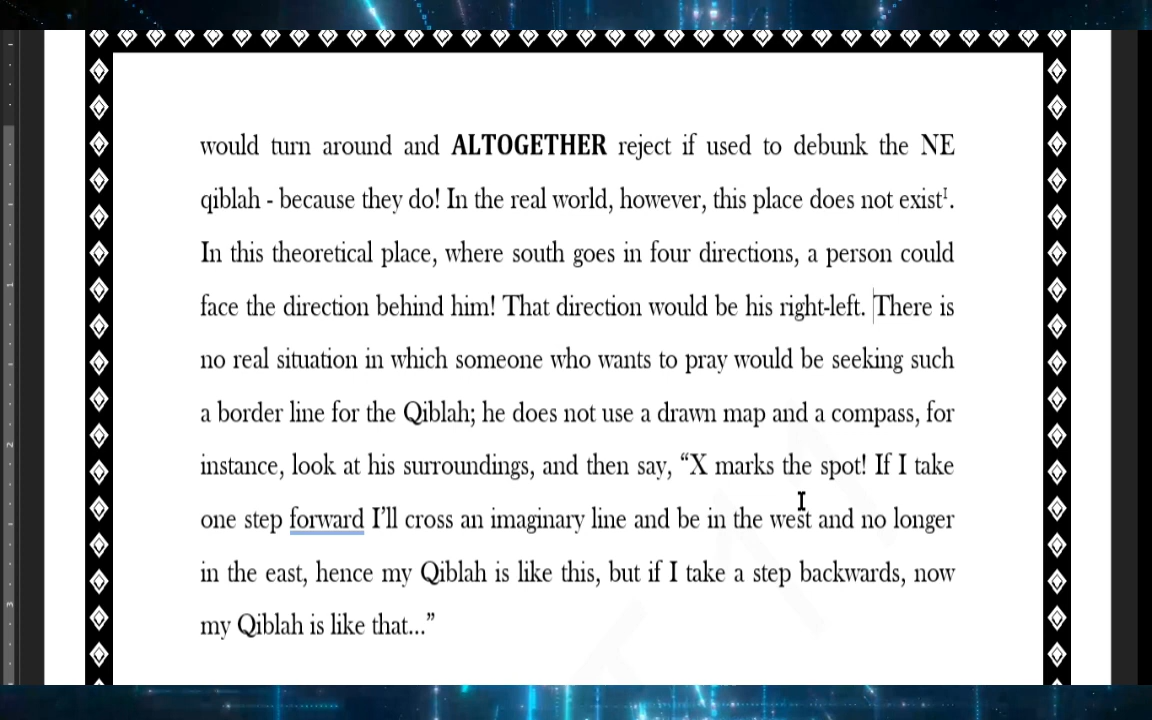 would turn around and ALTOGETHER reject if used to debunk the NE
qiblah - because they do! In the real world, however, this place does not exist¹.
In this theoretical place, where south goes in four directions, a person could
face the direction behind him! That direction would be his right-left. There is
no real situation in which someone who wants to pray would be seeking such
a border line for the Qiblah; he does not use a drawn map and a compass, for
instance, look at his surroundings, and then say, “X marks the spot! If I take
one step forward I’ll cross an imaginary line and be in the west and no longer
in the east, hence my Qiblah is like this, but if I take a step backwards, now
my Qiblah is like that...”